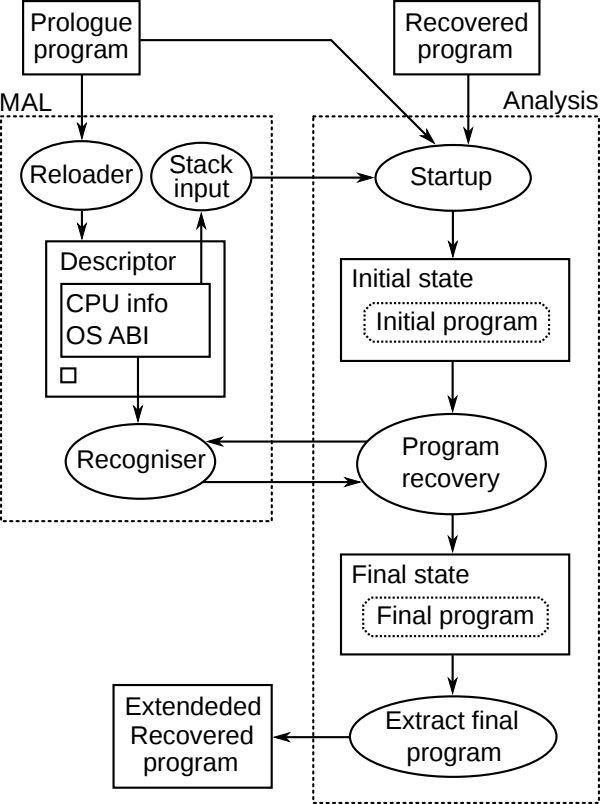 Prologue
program
Recovered
program
MAL
Analysis
Reloader
Stack
input
Startup
Descriptor
CPU info
OS ABI
Initial state
Initial program
Recogniser
Program
recovery
Final state
Final program
Extendeded
Recovered
program
Extract final
program